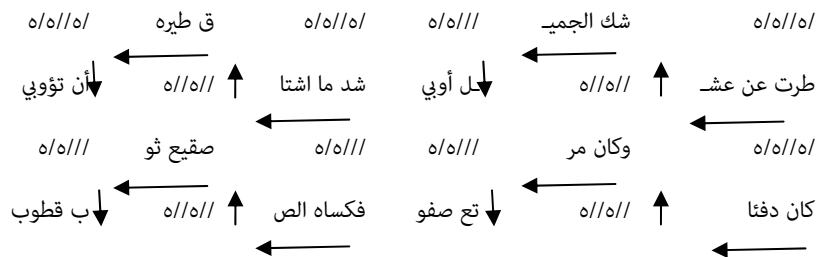 /ه//ه/ه شك الجميـ ///ه/ه /ه//ه/ه ق طيره /ه//ه/ه
طرت عن عشـ //ه//ه ـل أوبي شد ما اشتا //ه//ه أن تؤوبي
/ه//ه/ه وكان مر ///ه/ه ///ه/ه صقيع ثو ///ه/ه
كان دفئا //ه//ه تع صفو فكساه الص //ه//ه ب قطوب